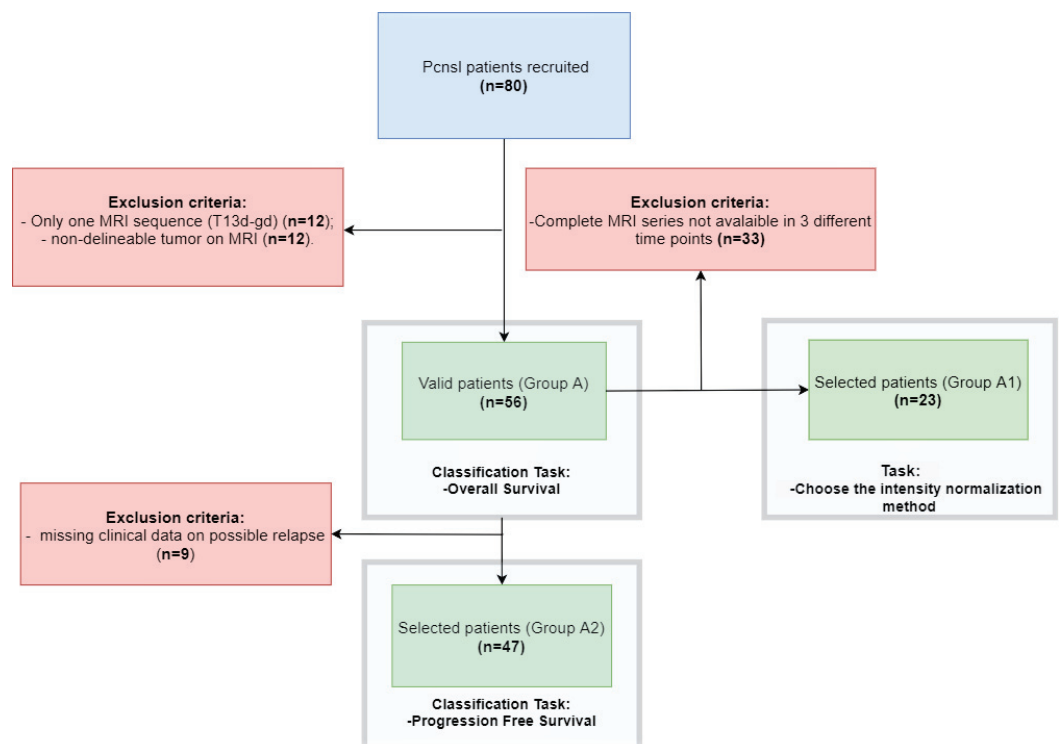 Pcnsl patients recruited
(n=80)
Exclusion criteria:
- Only one MRI sequence (T13d-gd) (n=12);
- non-delineable tumor on MRI (n=12).
Exclusion criteria:
-Complete MRI series not avalaible in 3 different
time points (n=33)
Valid patients (Group A)
(n=56)
Classification Task:
-Overall Survival
Selected patients (Group A1)
(n=23)
Task:
-Choose the intensity normalization
method
Exclusion criteria:
- missing clinical data on possible relapse
(n=9)
Selected patients (Group A2)
(n=47)
Classification Task:
-Progression Free Survival